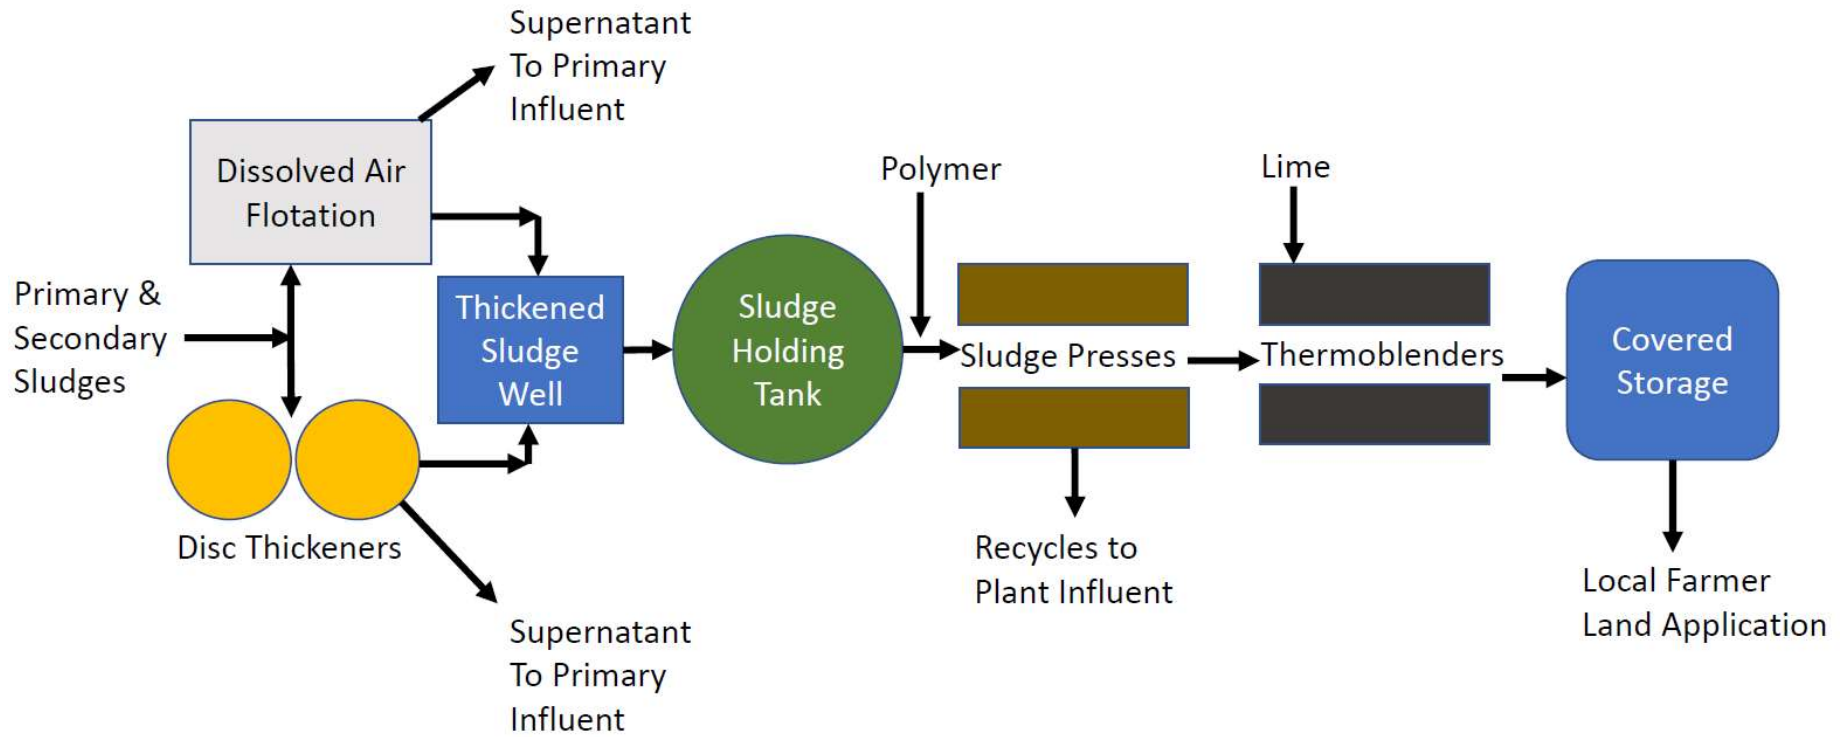 Supernatant
To Primary
Influent
Dissolved Air
Flotation
Primary &
Secondary
Sludges
Thickened
Sludge
Well
Disc Thickeners
Supernatant
To Primary
Influent
Sludge
Holding
Tank
Polymer
Sludge Presses
Recycles to
Plant Influent
Lime
Thermoblenders
Covered
Storage
Local Farmer
Land Application